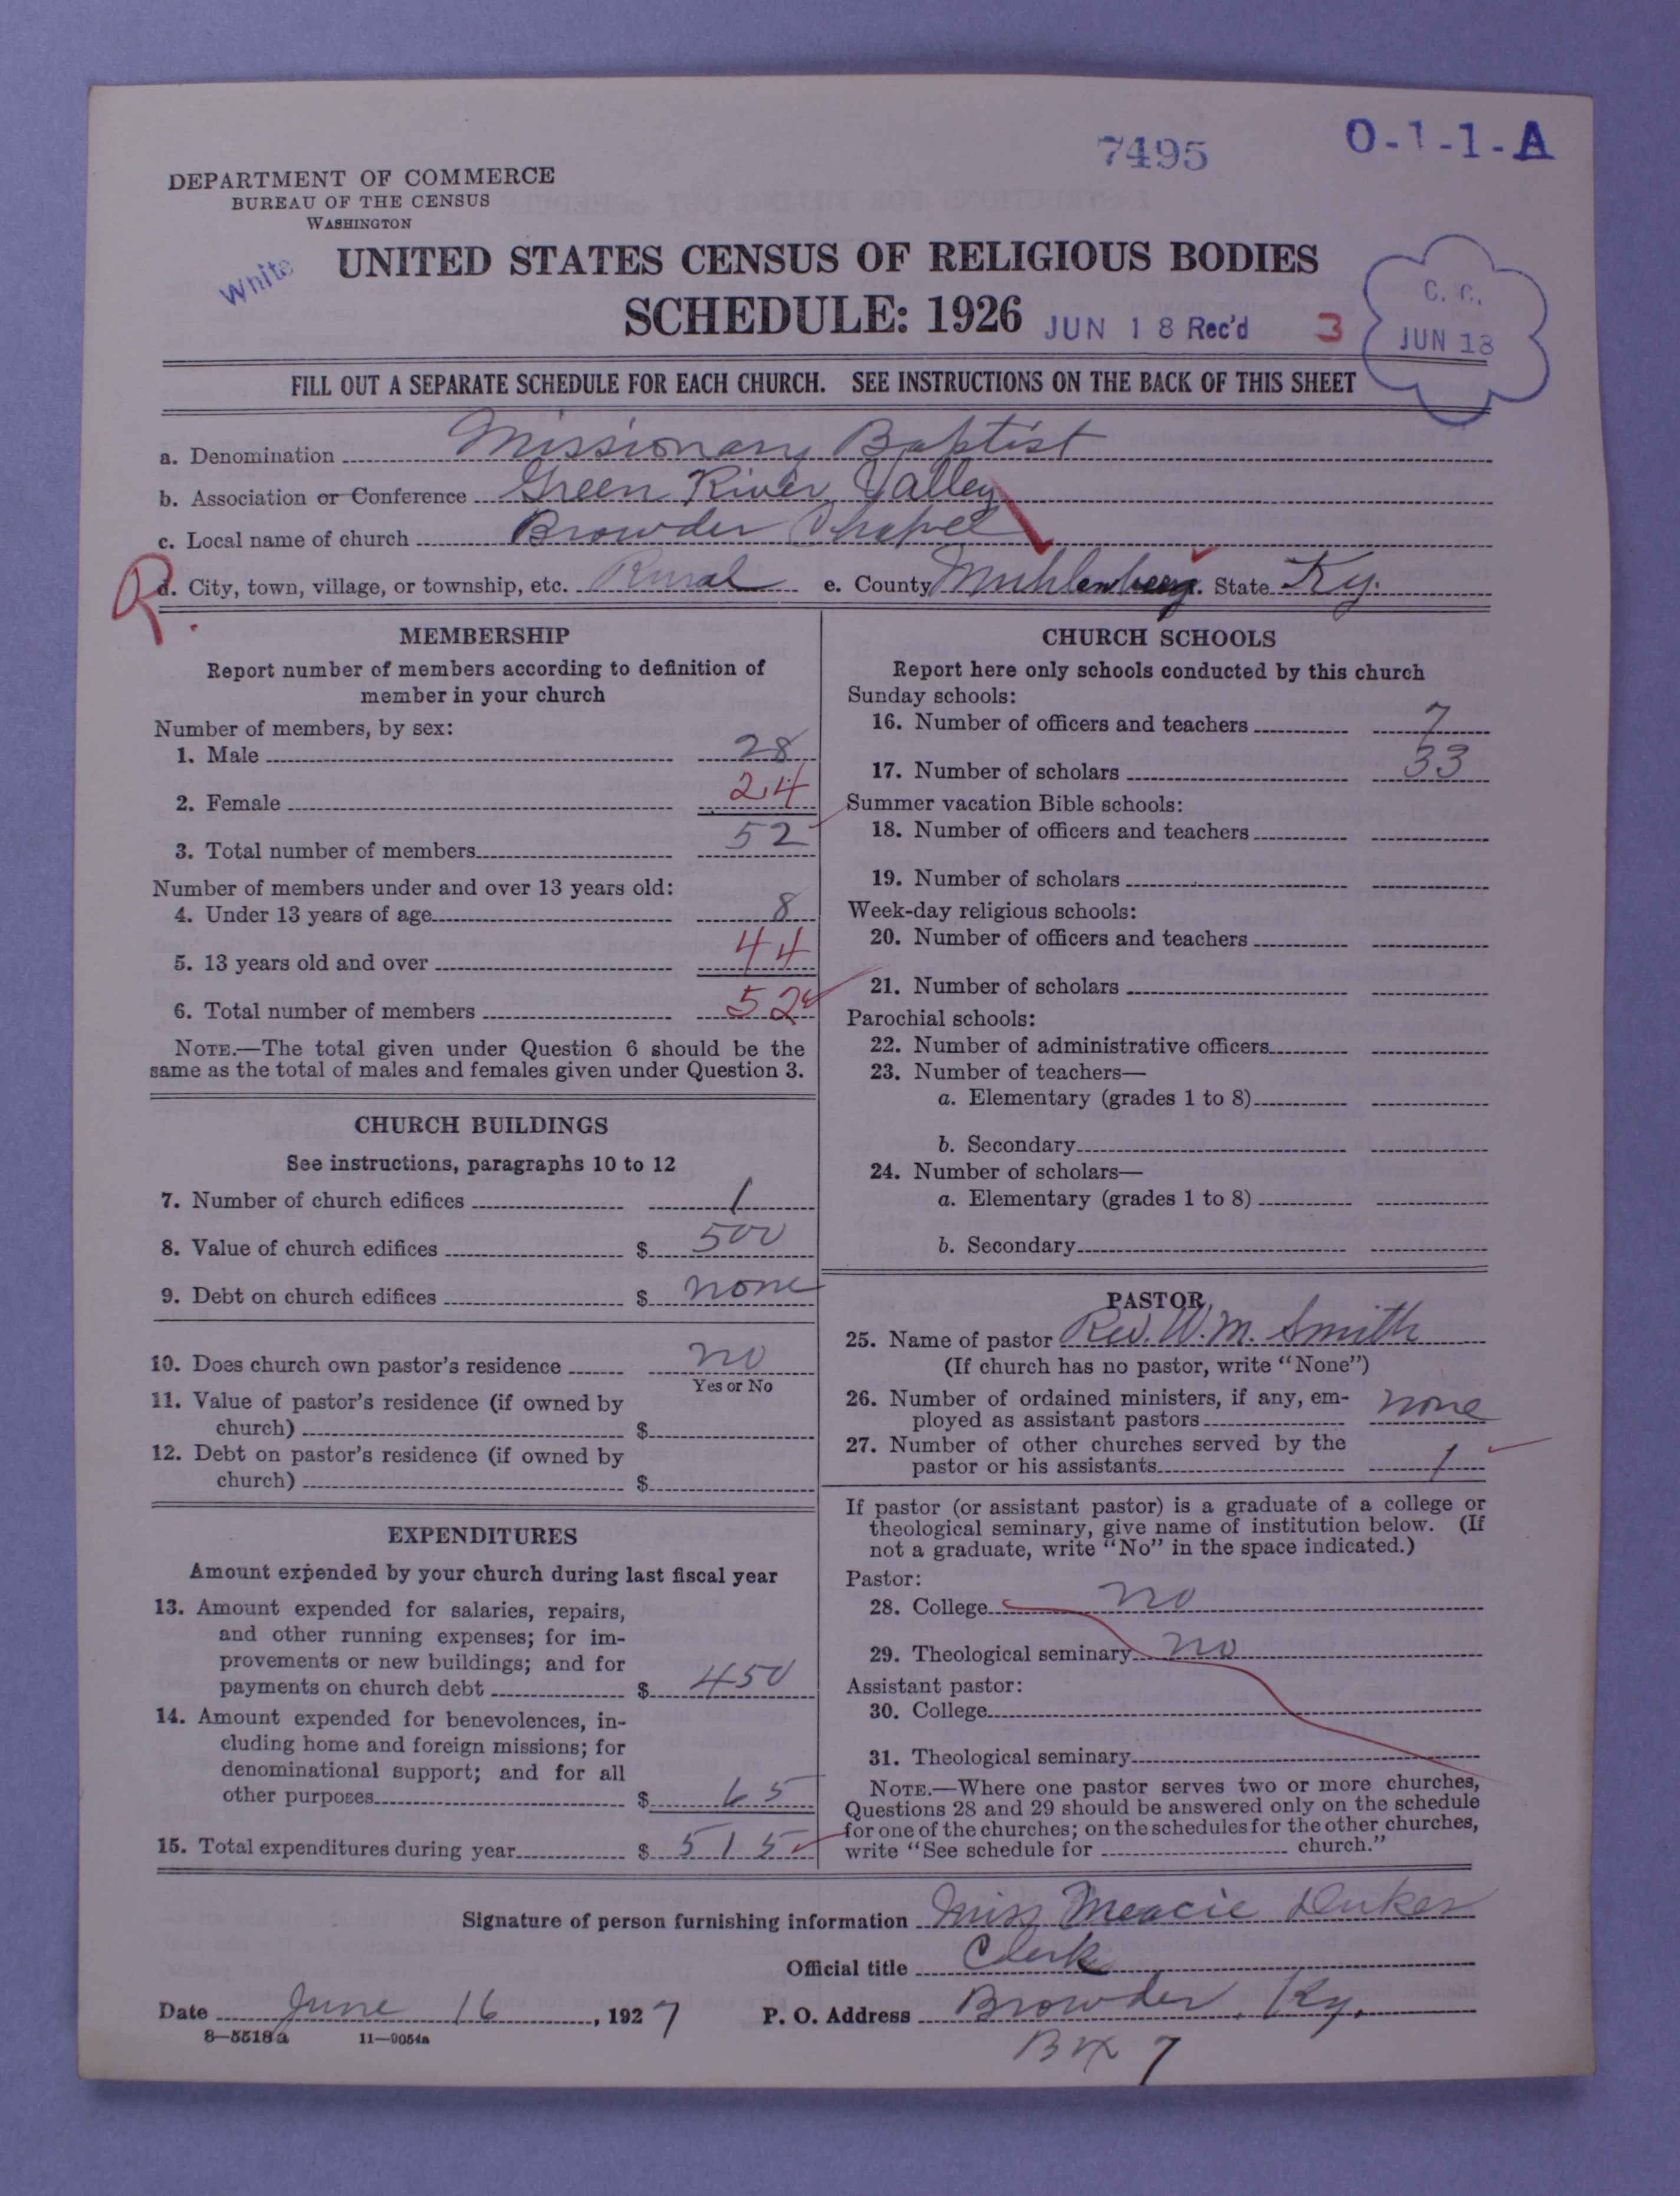 7495
O-1-1-A
DEPARTMENT OF COMMERCE
BUREAU OF THE CENSUS
WASHINGTON
White
UNITED STATES CENSUS OF RELIGIOUS BODIES
SCHEDULE: 1926
JUN 18 Rec'd
3
C. C.
JUN 18
FILL OUT A SEPARATE SCHEDULE FOR EACH CHURCH. SEE INSTRUCTIONS ON THE BACK OF THIS SHEET
a. Denomination Missionary Baptist
b. Association or Conference Green River Valley
c. Local name of church Browder Chapel
R.
d. City, town, village, or township, etc. Rural e. County Muhlenberg. State Ky.
MEMBERSHIP
Report number of members according to definition of
member in your church
Number of members, by sex:
1. Male 28
2. Female 24
3. Total number of members 52
Number of members under and over 13 years old:
4. Under 13 years of age 8
5. 13 years old and over 44
6. Total number of members 52
NOTE.—The total given under Question 6 should be the
same as the total of males and females given under Question 3.
CHURCH BUILDINGS
See instructions, paragraphs 10 to 12
7. Number of church edifices 1
8. Value of church edifices $ 500
9. Debt on church edifices $ none
10. Does church own pastor's residence no
Yes or No
11. Value of pastor's residence (if owned by
church) $
12. Debt on pastor's residence (if owned by
church) $
EXPENDITURES
Amount expended by your church during last fiscal year
13. Amount expended for salaries, repairs,
and other running expenses; for im-
provements or new buildings; and for
payments on church debt $ 450
14. Amount expended for benevolences, in-
cluding home and foreign missions; for
denominational support; and for all
other purposes $ 65
15. Total expenditures during year $ 515
CHURCH SCHOOLS
Report here only schools conducted by this church
Sunday schools:
16. Number of officers and teachers 7
17. Number of scholars 33
Summer vacation Bible schools:
18. Number of officers and teachers
19. Number of scholars
Week-day religious schools:
20. Number of officers and teachers
21. Number of scholars
Parochial schools:
22. Number of administrative officers
23. Number of teachers—
a. Elementary (grades 1 to 8)
b. Secondary
24. Number of scholars—
a. Elementary (grades 1 to 8)
b. Secondary
PASTOR
25. Name of pastor Rev. W. M. Smith
(If church has no pastor, write "None")
26. Number of ordained ministers, if any, em-
ployed as assistant pastors none
27. Number of other churches served by the
pastor or his assistants 1
If pastor (or assistant pastor) is a graduate of a college or
theological seminary, give name of institution below. (If
not a graduate, write "No" in the space indicated.)
Pastor:
28. College no
29. Theological seminary no
Assistant pastor:
30. College
31. Theological seminary
NOTE.—Where one pastor serves two or more churches,
Questions 28 and 29 should be answered only on the schedule
for one of the churches; on the schedules for the other churches,
write "See schedule for church."
Signature of person furnishing information Miss Meacie Dukes
Official title Clerk
Date June 16, 1927 P. O. Address Browder, Ky.
8—5518a 11—9054a
Bx 7